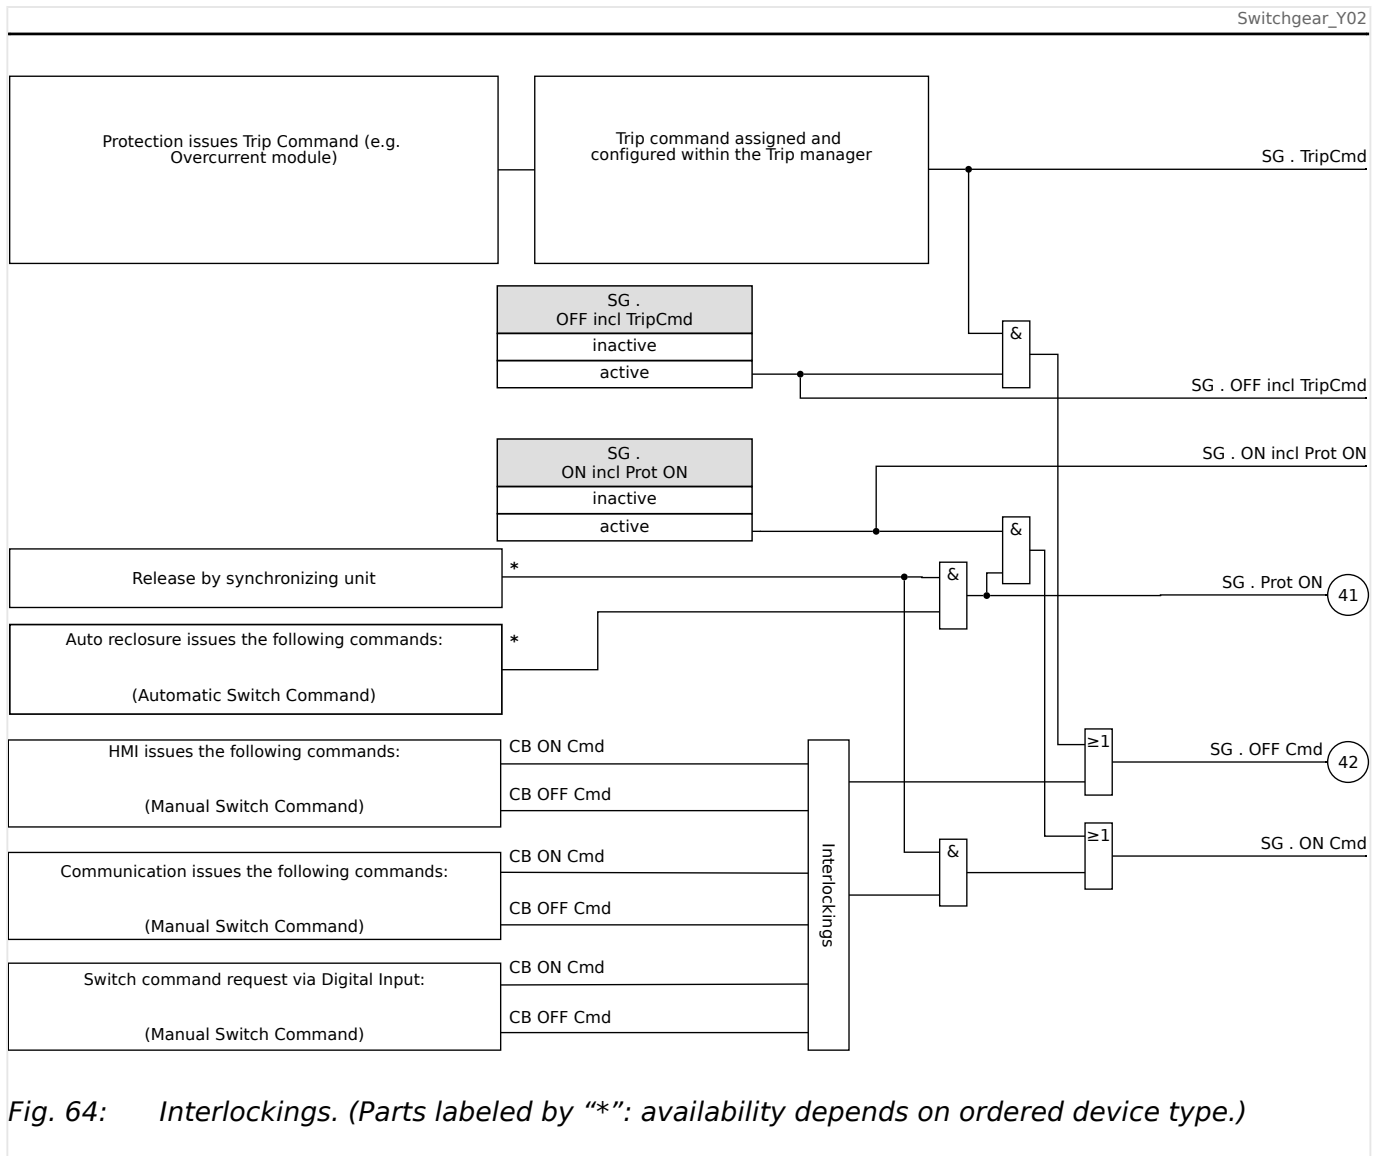 Switchgear_Y02
Protection issues Trip Command (e.g.
Overcurrent module)
Trip command assigned and
configured within the Trip manager
SG . TripCmd
SG .
OFF incl TripCmd
inactive
active
&
SG . OFF incl TripCmd
SG .
ON incl Prot ON
inactive
active
SG . ON incl Prot ON
&
Release by synchronizing unit
*
&
SG . Prot ON
41
Auto reclosure issues the following commands:
(Automatic Switch Command)
*
HMI issues the following commands:
(Manual Switch Command)
CB ON Cmd
CB OFF Cmd
≥1
SG . OFF Cmd
42
Communication issues the following commands:
(Manual Switch Command)
CB ON Cmd
CB OFF Cmd
Interlockings
&
≥1
SG . ON Cmd
Switch command request via Digital Input:
(Manual Switch Command)
CB ON Cmd
CB OFF Cmd
Fig. 64: Interlockings. (Parts labeled by “*”: availability depends on ordered device type.)